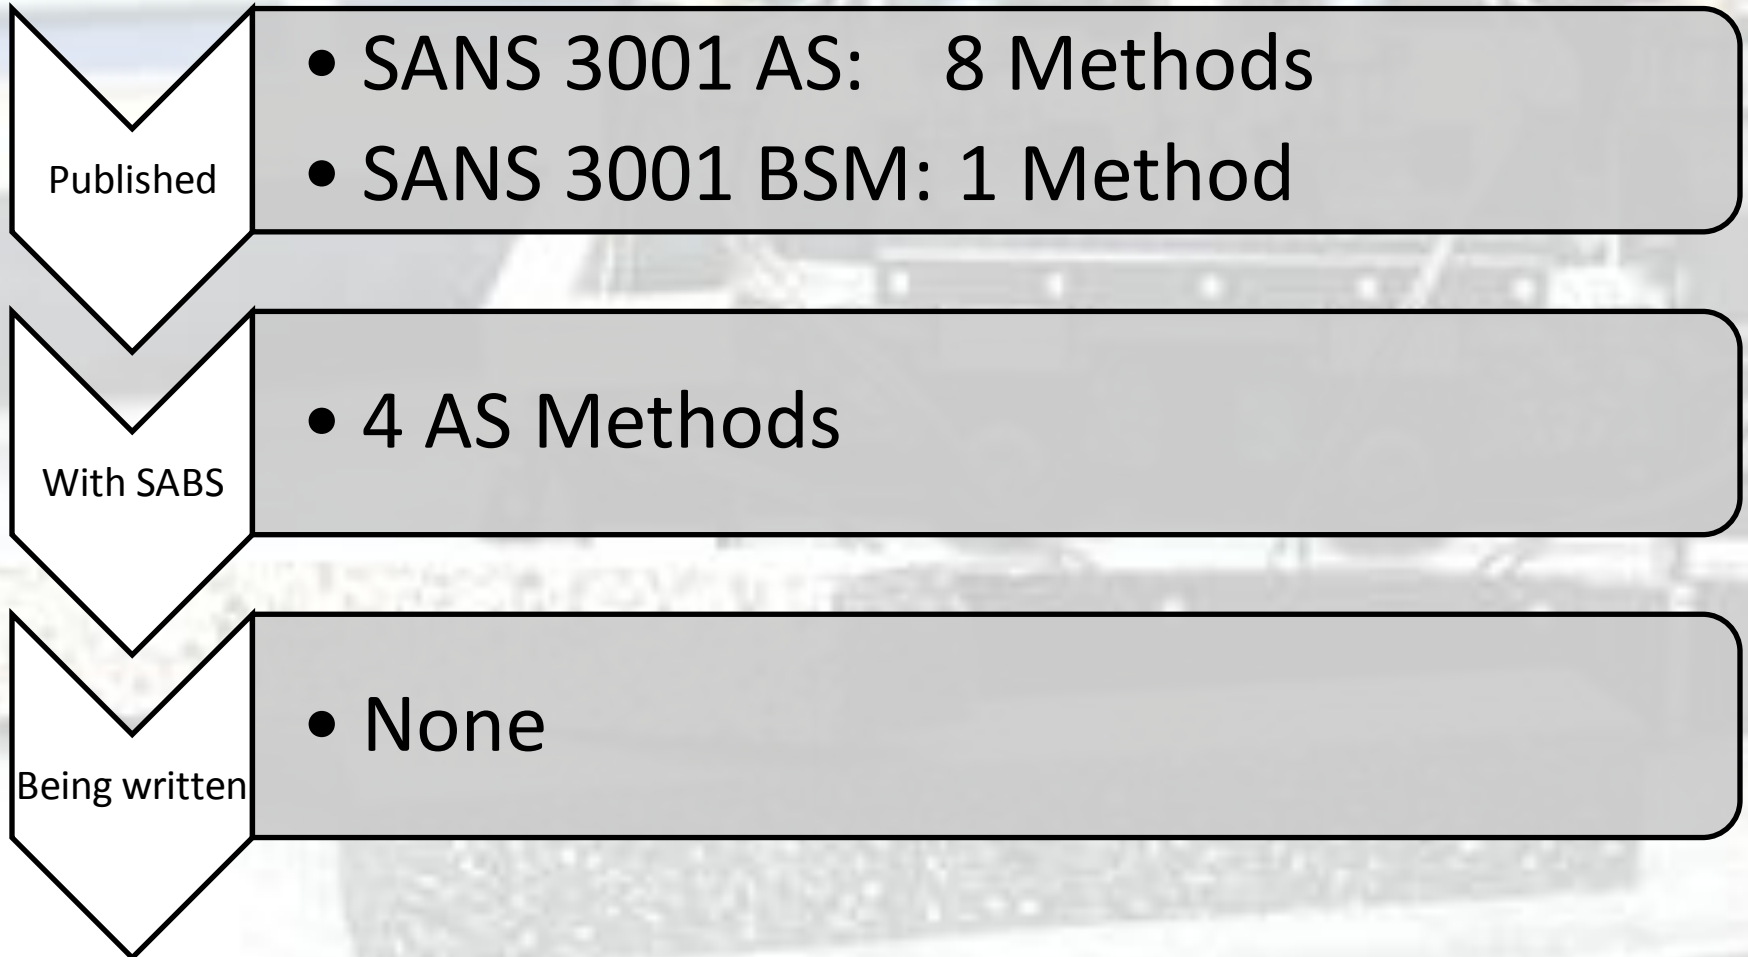 Published
• SANS 3001 AS: 8 Methods
• SANS 3001 BSM: 1 Method
With SABS
• 4 AS Methods
Being written
• None